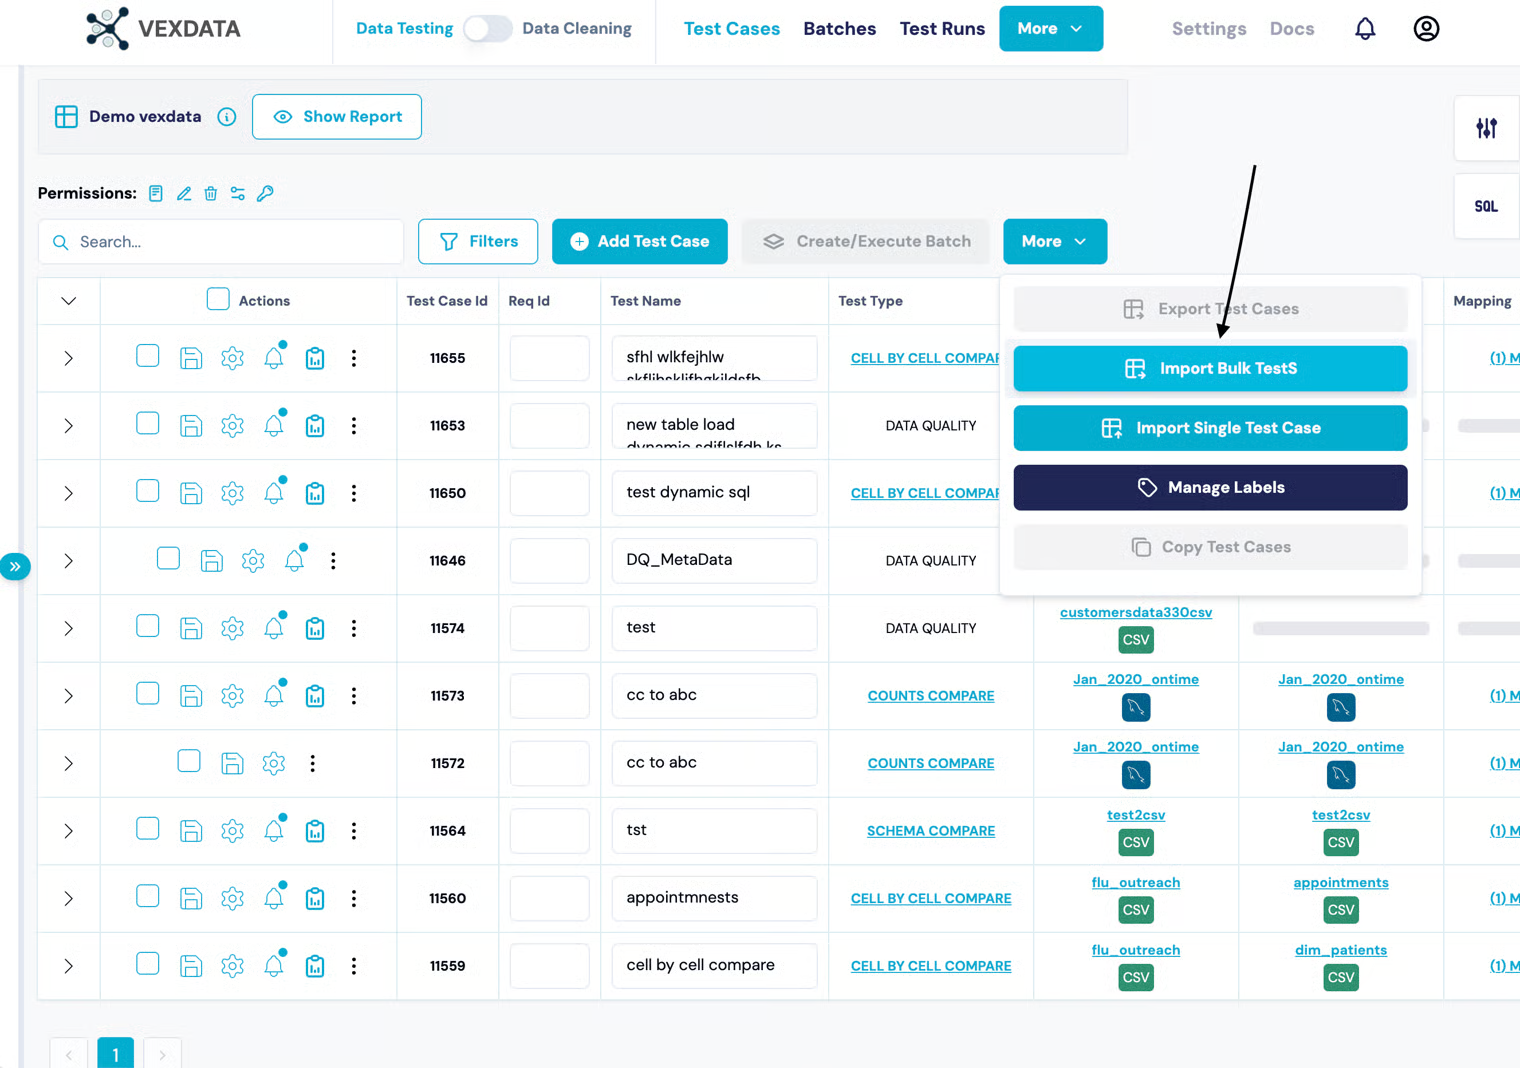 VEXDATA
Data Testing
Data Cleaning
Test Cases
Batches
Test Runs
More
Settings
Docs
Demo vexdata
Show Report
SQL
Permissions:
Search...
Filters
Add Test Case
Create/Execute Batch
More
Export Test Cases
Import Bulk TestS
Import Single Test Case
Manage Labels
Copy Test Cases
Actions
Test Case Id
Req Id
Test Name
Test Type
Mapping
11655
sfhl wlkfejhlw
CELL BY CELL COMPAR
(1) M
11653
new table load
DATA QUALITY
11650
test dynamic sql
CELL BY CELL COMPAR
(1) M
11646
DQ_MetaData
DATA QUALITY
11574
test
DATA QUALITY
customersdata330csv
CSV
11573
cc to abc
COUNTS COMPARE
Jan_2020_ontime
Jan_2020_ontime
(1) M
11572
cc to abc
COUNTS COMPARE
Jan_2020_ontime
Jan_2020_ontime
(1) M
11564
tst
SCHEMA COMPARE
test2csv
CSV
test2csv
CSV
(1) M
11560
appointmnests
CELL BY CELL COMPARE
flu_outreach
CSV
appointments
CSV
(1) M
11559
cell by cell compare
CELL BY CELL COMPARE
flu_outreach
CSV
dim_patients
CSV
(1) M
1